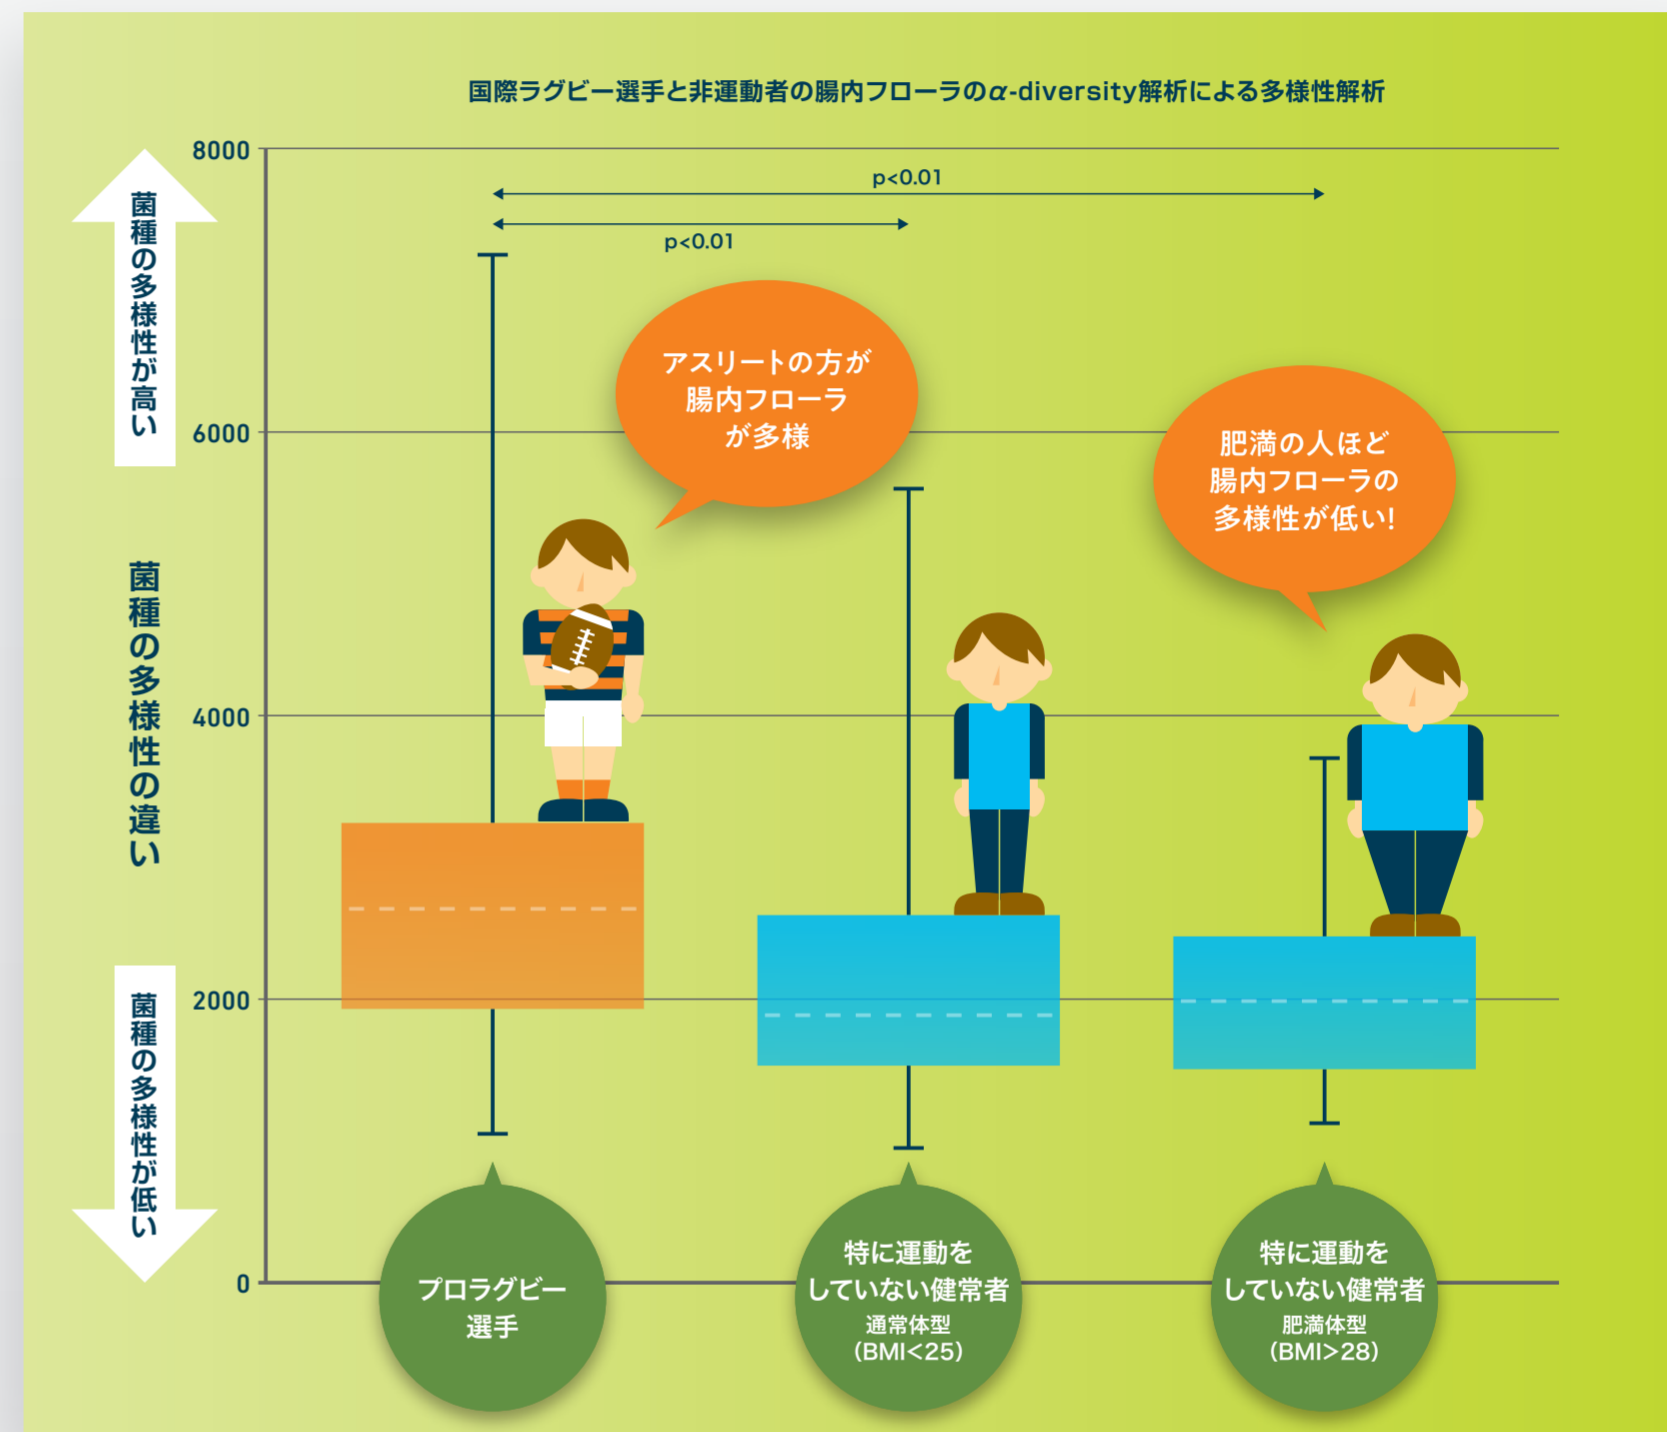 国際ラグビー選手と非運動者の腸内フローラのα-diversity解析による多様性解析
8000
6000
4000
2000
0
菌種の多様性が高い
菌種の多様性の違い
菌種の多様性が低い
p<0.01
p<0.01
アスリートの方が
腸内フローラ
が多様
肥満の人ほど
腸内フローラの
多様性が低い!
プロラグビー
選手
特に運動を
していない健常者
通常体型
(BMI<25)
特に運動を
していない健常者
肥満体型
(BMI>28)